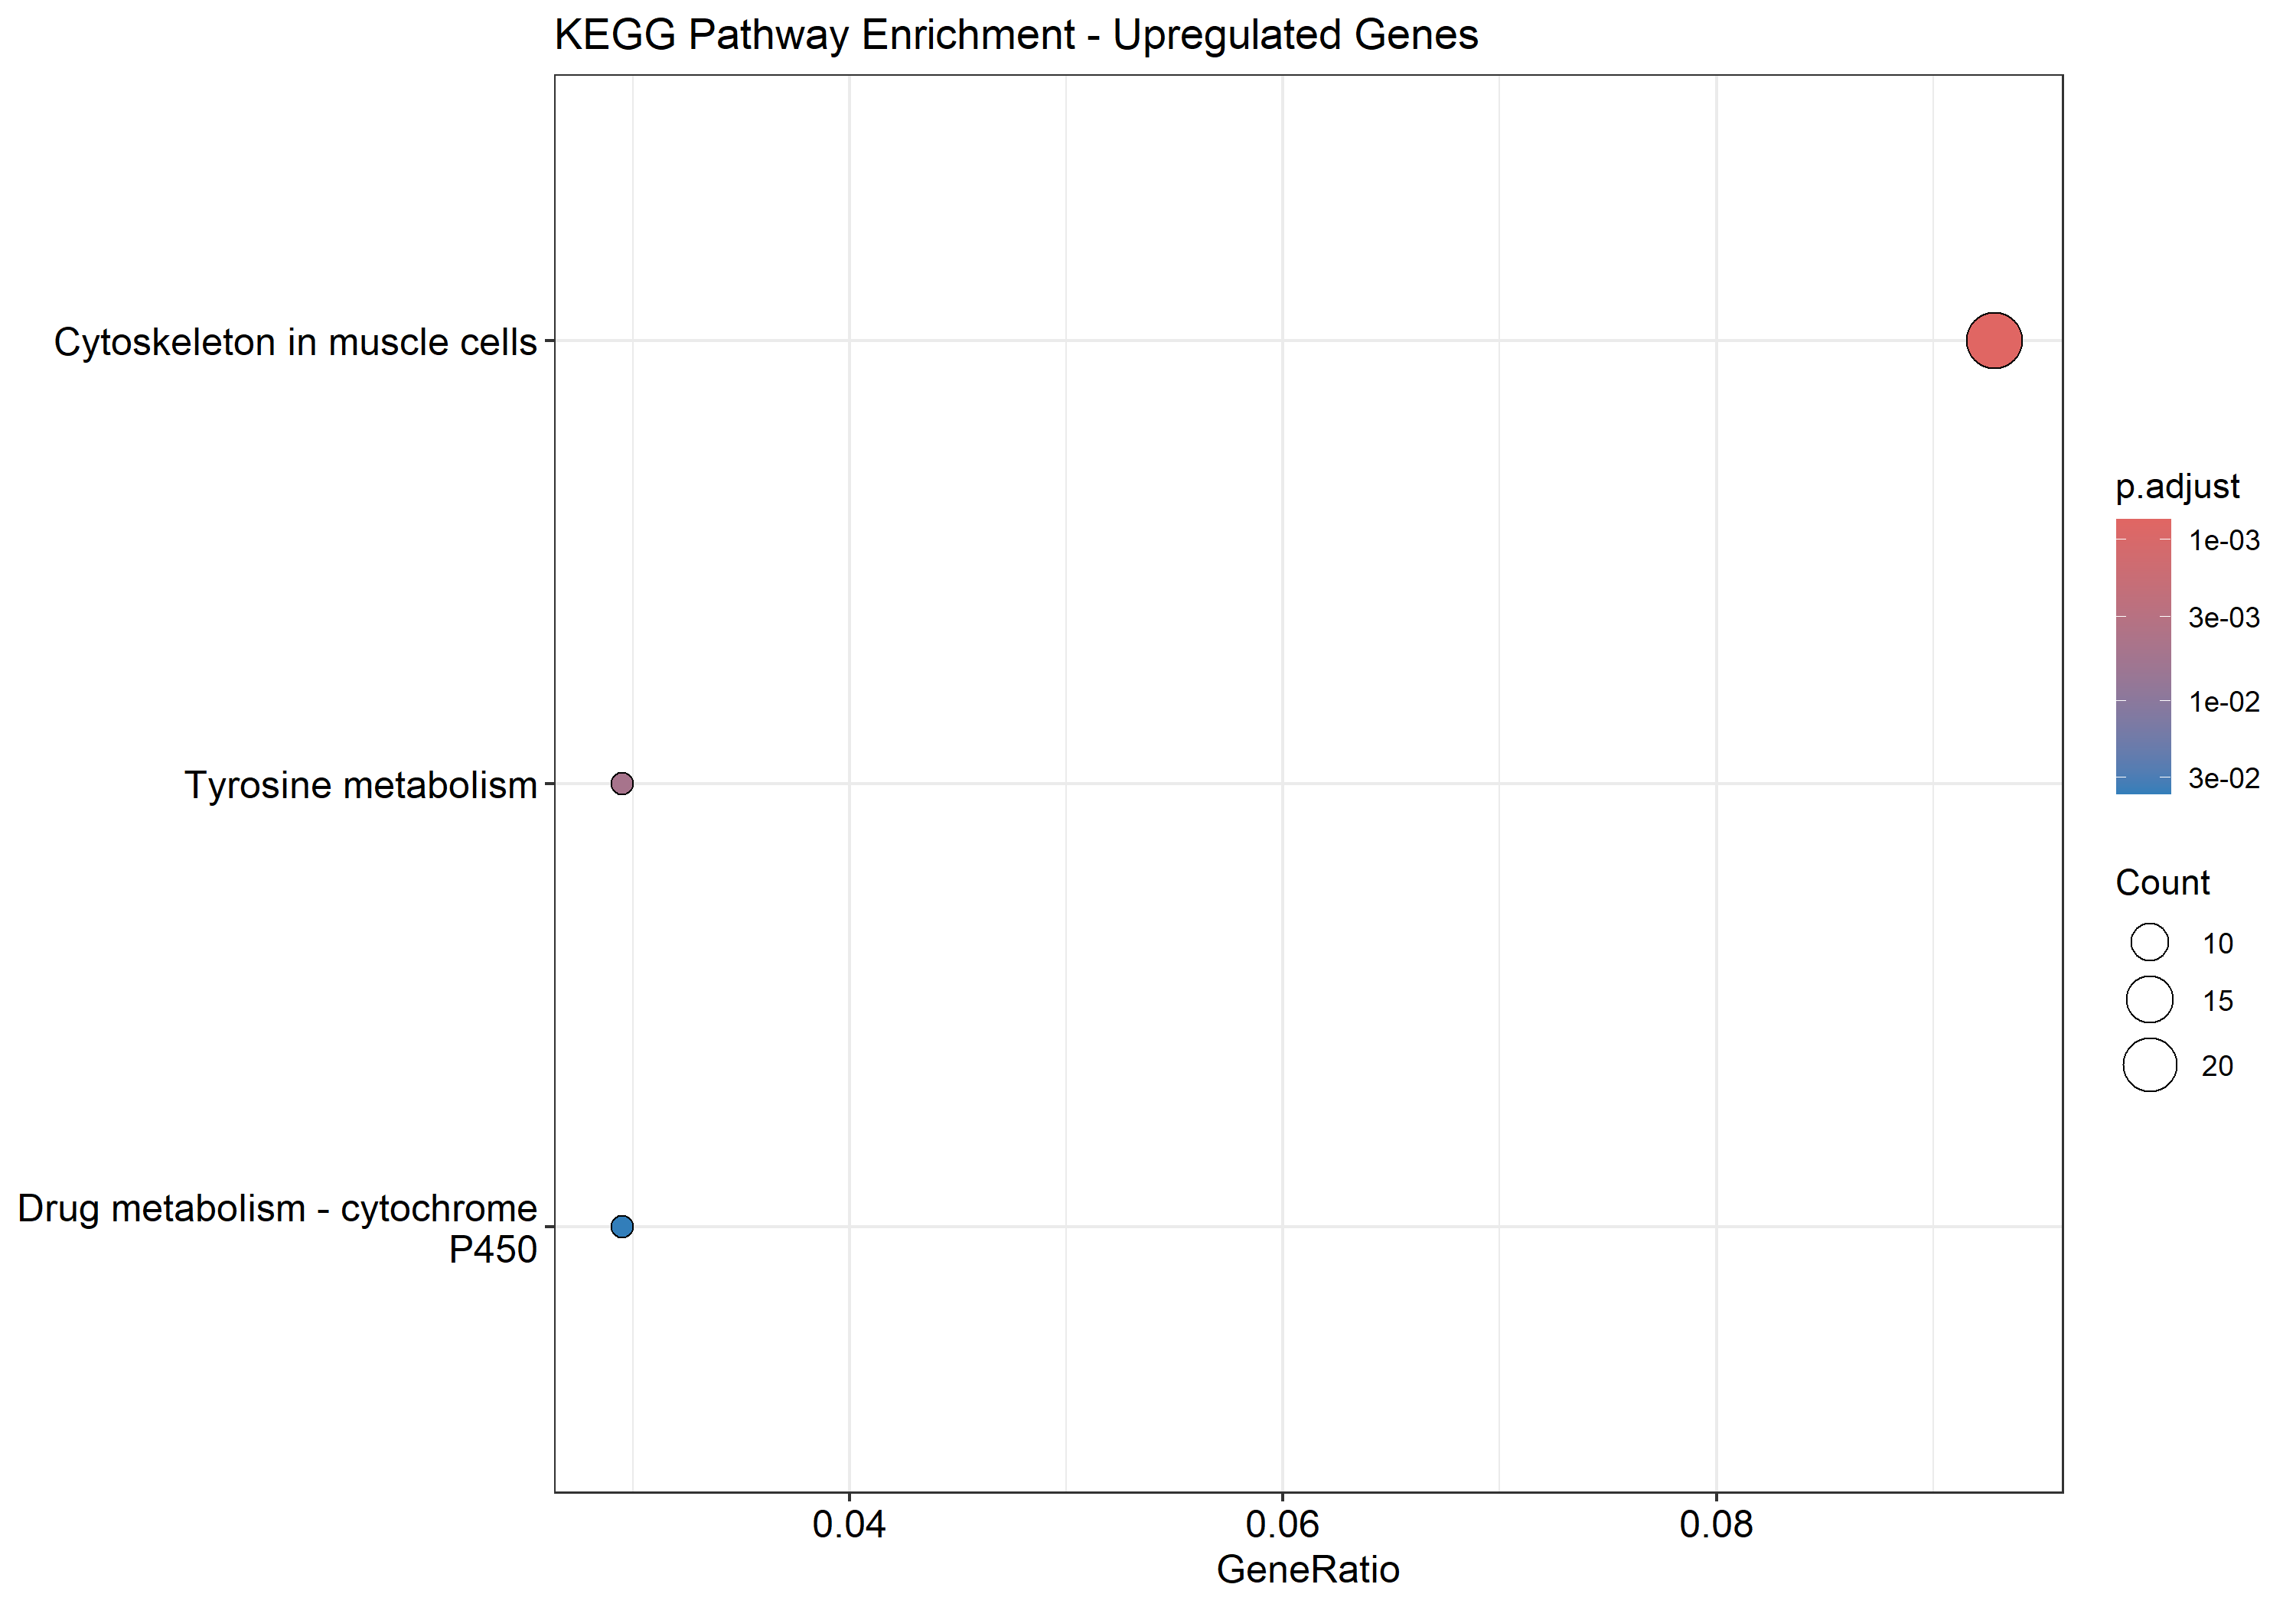 KEGG Pathway Enrichment - Upregulated Genes
Cytoskeleton in muscle cells
Tyrosine metabolism
Drug metabolism - cytochrome
P450
0.04
0.06
0.08
GeneRatio
p.adjust
1e-03
3e-03
1e-02
3e-02
Count
10
15
20